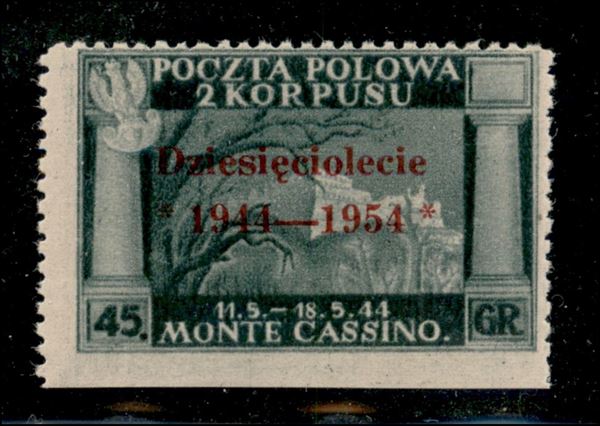 POCZTA POLOWA
2 KORPUSU
Dziesięciolecie
* 1944—1954 *
11.5.–18.5.44
45. MONTE CASSINO. GR.